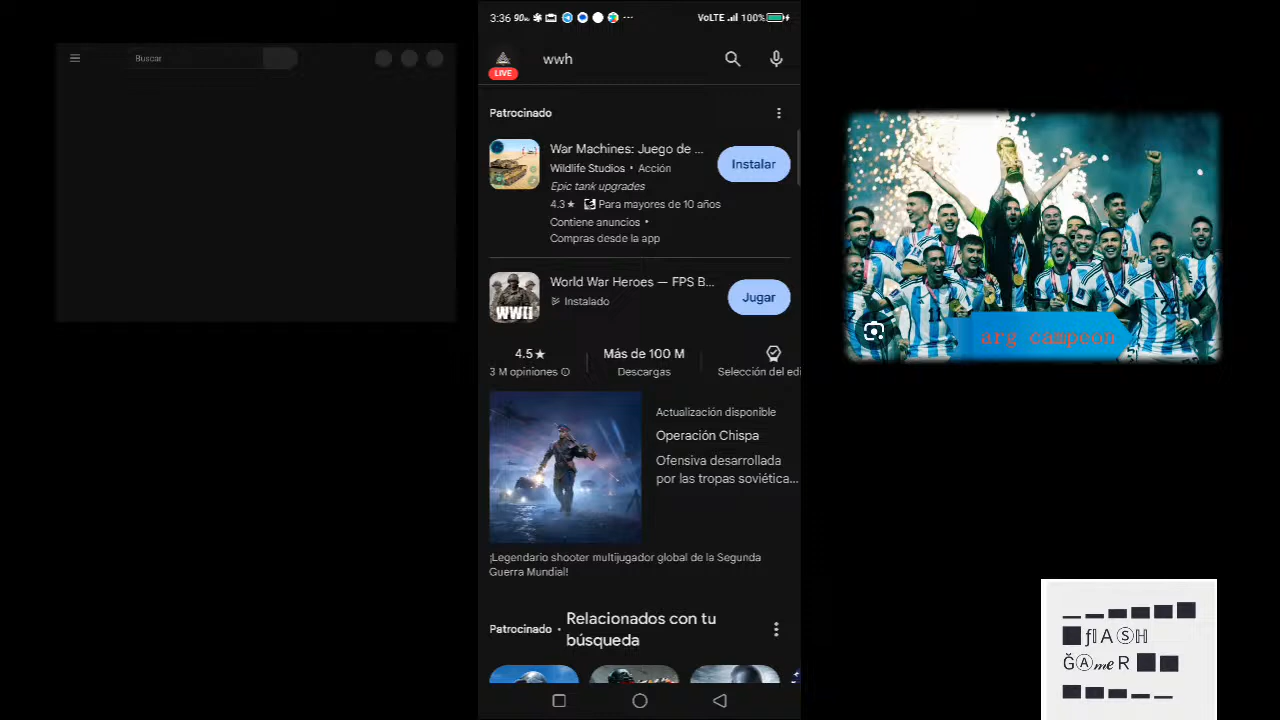 Buscar
3:36
VoLTE
100%
LIVE
wwh
Patrocinado
War Machines: Juego de ...
Wildlife Studios • Acción
Epic tank upgrades
4.3★ Para mayores de 10 años
Contiene anuncios •
Compras desde la app
Instalar
WWII
World War Heroes — FPS B...
Instalado
Jugar
4.5★
3 M opiniones
Más de 100 M
Descargas
Selección del edi
Actualización disponible
Operación Chispa
Ofensiva desarrollada
por las tropas soviética...
¡Legendario shooter multijugador global de la Segunda
Guerra Mundial!
Patrocinado •
Relacionados con tu
búsqueda
arg campeon
▁ ▂ ▄ ▅ ▆ ▇
█ ƒl A Ⓢℍ
ĞⒶ𝓂𝑒 R █ ▇
▆ ▅ ▄ ▂ ▁